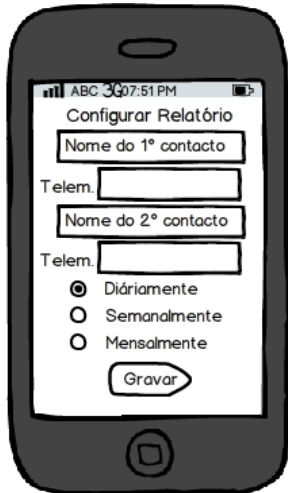 ABC 3G 07:51 PM
Configurar Relatório
Nome do 1º contacto
Telem.
Nome do 2º contacto
Telem.
Diáriamente
Semanalmente
Mensalmente
Gravar